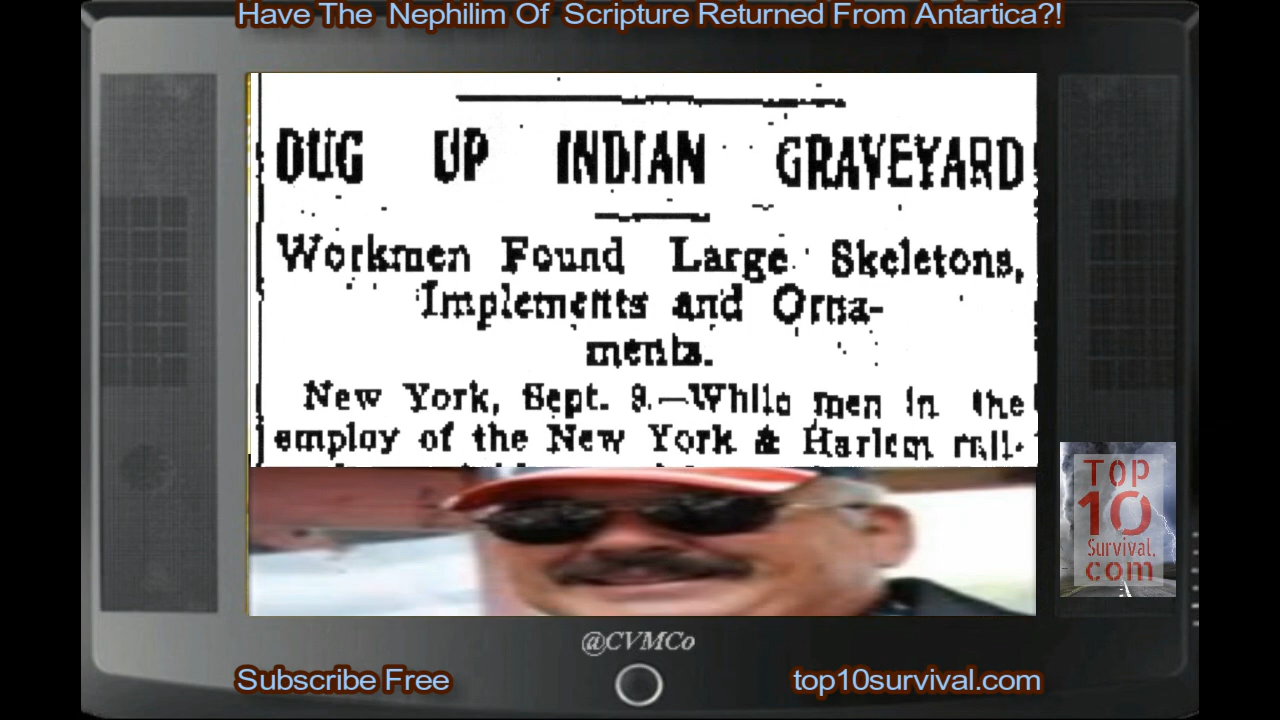 Have The Nephilim Of Scripture Returned From Antartica?!
DUG UP INDIAN GRAVEYARD
Workmen Found Large Skeletons,
Implements and Orna-
ments.
New York, Sept. 9.—While men in the
employ of the New York & Harlem rail-
TOP
10
Survival.
com
@CVMCo
Subscribe Free
top10survival.com